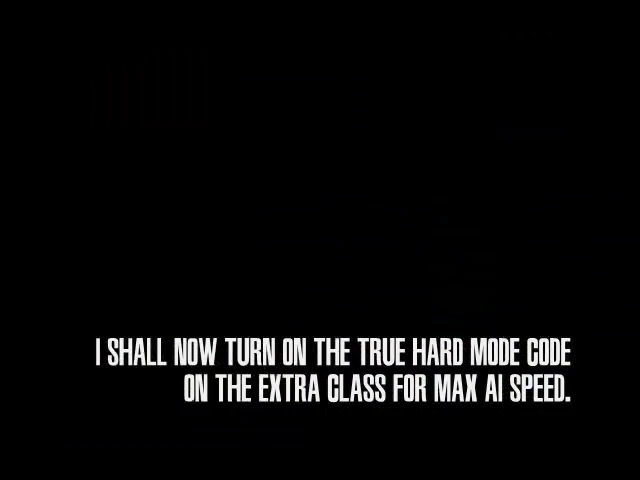 I SHALL NOW TURN ON THE TRUE HARD MODE CODE
ON THE EXTRA CLASS FOR MAX AI SPEED.